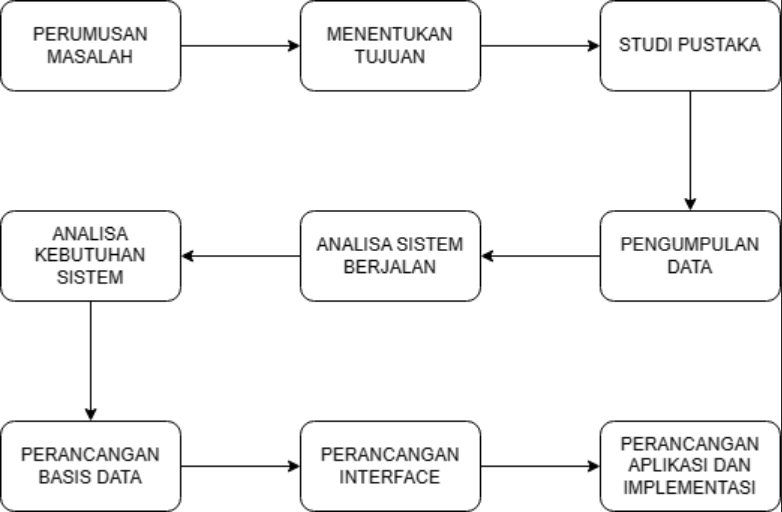 PERUMUSAN
MASALAH
MENENTUKAN
TUJUAN
STUDI PUSTAKA
PENGUMPULAN
DATA
ANALISA SISTEM
BERJALAN
ANALISA
KEBUTUHAN
SISTEM
PERANCANGAN
BASIS DATA
PERANCANGAN
INTERFACE
PERANCANGAN
APLIKASI DAN
IMPLEMENTASI